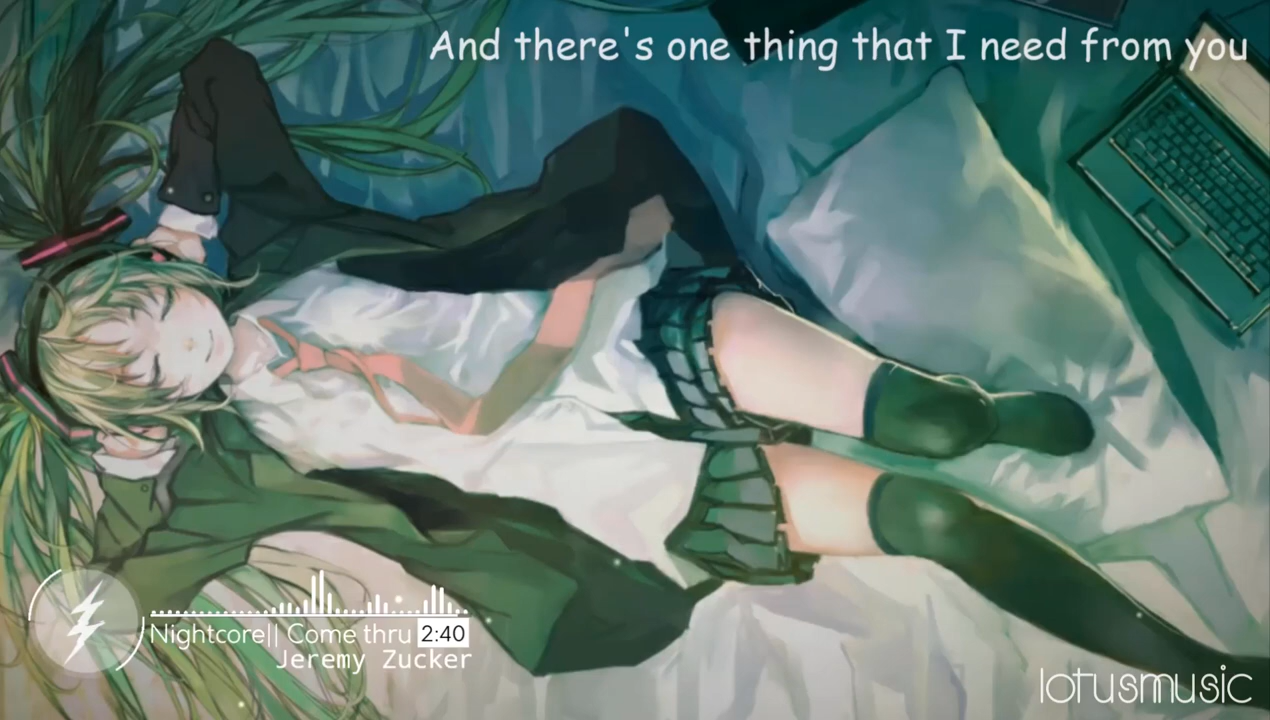 And there's one thing that I need from you
Nightcore|| Come thru 2:40
Jeremy Zucker
lotusmusic